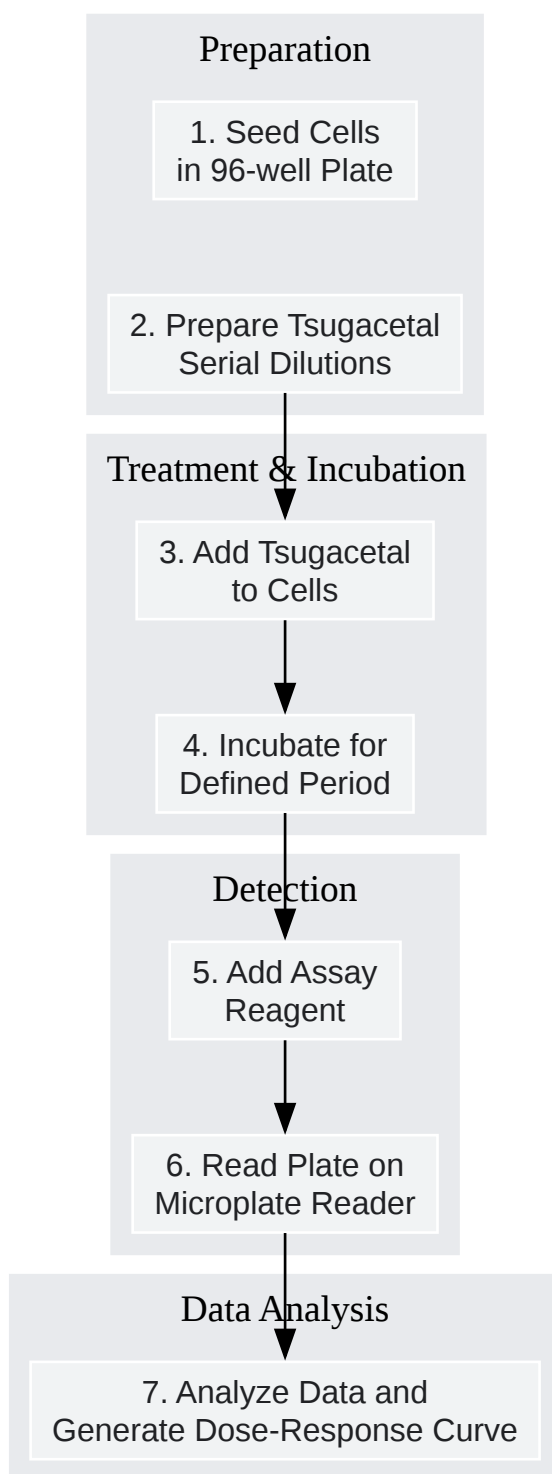 Preparation
1. Seed Cells
in 96-well Plate
2. Prepare Tsugacetal
Serial Dilutions
Treatment & Incubation
3. Add Tsugacetal
to Cells
4. Incubate for
Defined Period
Detection
5. Add Assay
Reagent
6. Read Plate on
Microplate Reader
Data Analysis
7. Analyze Data and
Generate Dose-Response Curve